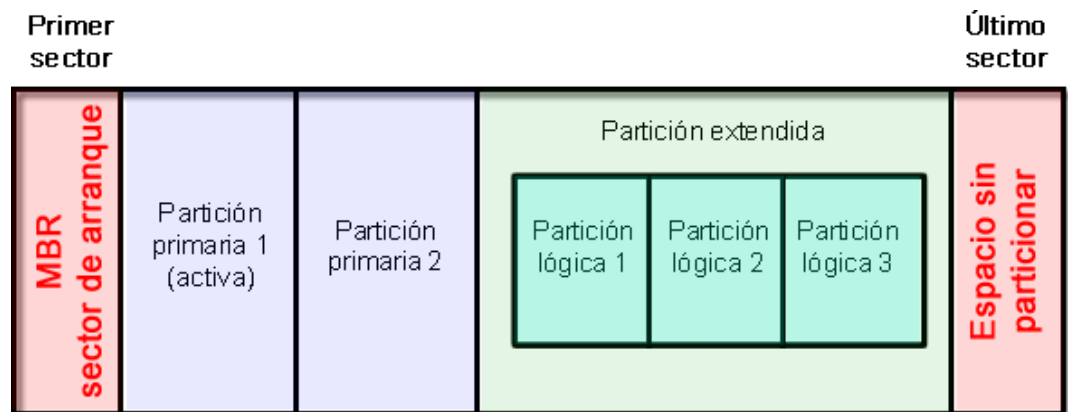 Primer
sector
Último
sector
MBR
sector de arranque
Partición
primaria 1
(activa)
Partición
primaria 2
Partición extendida
Partición
lógica 1
Partición
lógica 2
Partición
lógica 3
Espacio sin
particionar